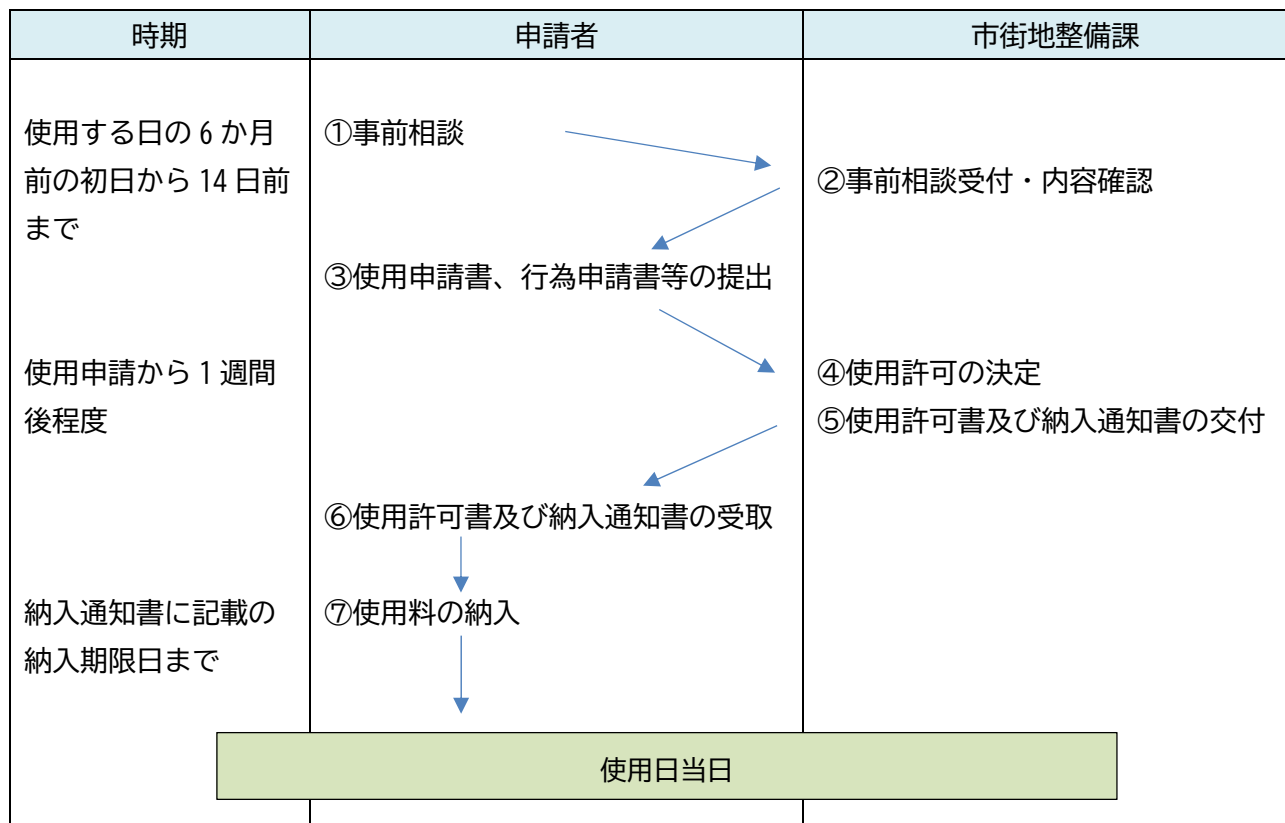 時期
申請者
市街地整備課
使用する日の6か月
前の初日から14日前
まで
①事前相談
②事前相談受付・内容確認
③使用申請書、行為申請書等の提出
使用申請から1週間
後程度
④使用許可の決定
⑤使用許可書及び納入通知書の交付
⑥使用許可書及び納入通知書の受取
納入通知書に記載の
納入期限日まで
⑦使用料の納入
使用日当日